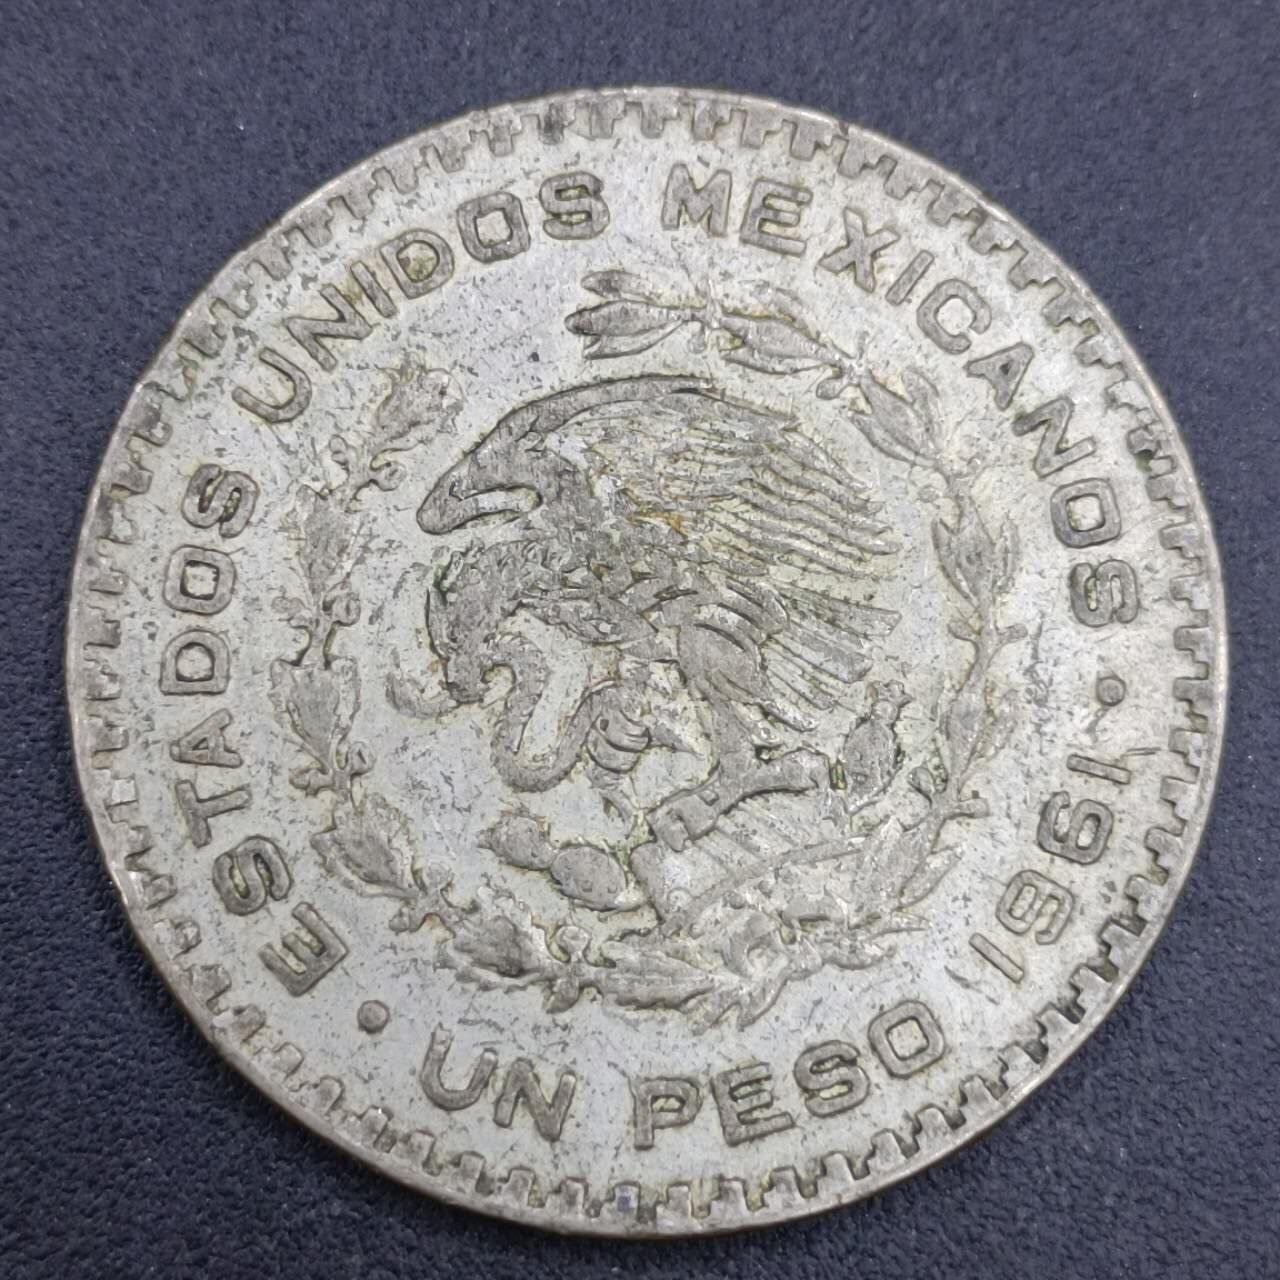 ESTADOS UNIDOS MEXICANOS ·
· UN PESO 1961